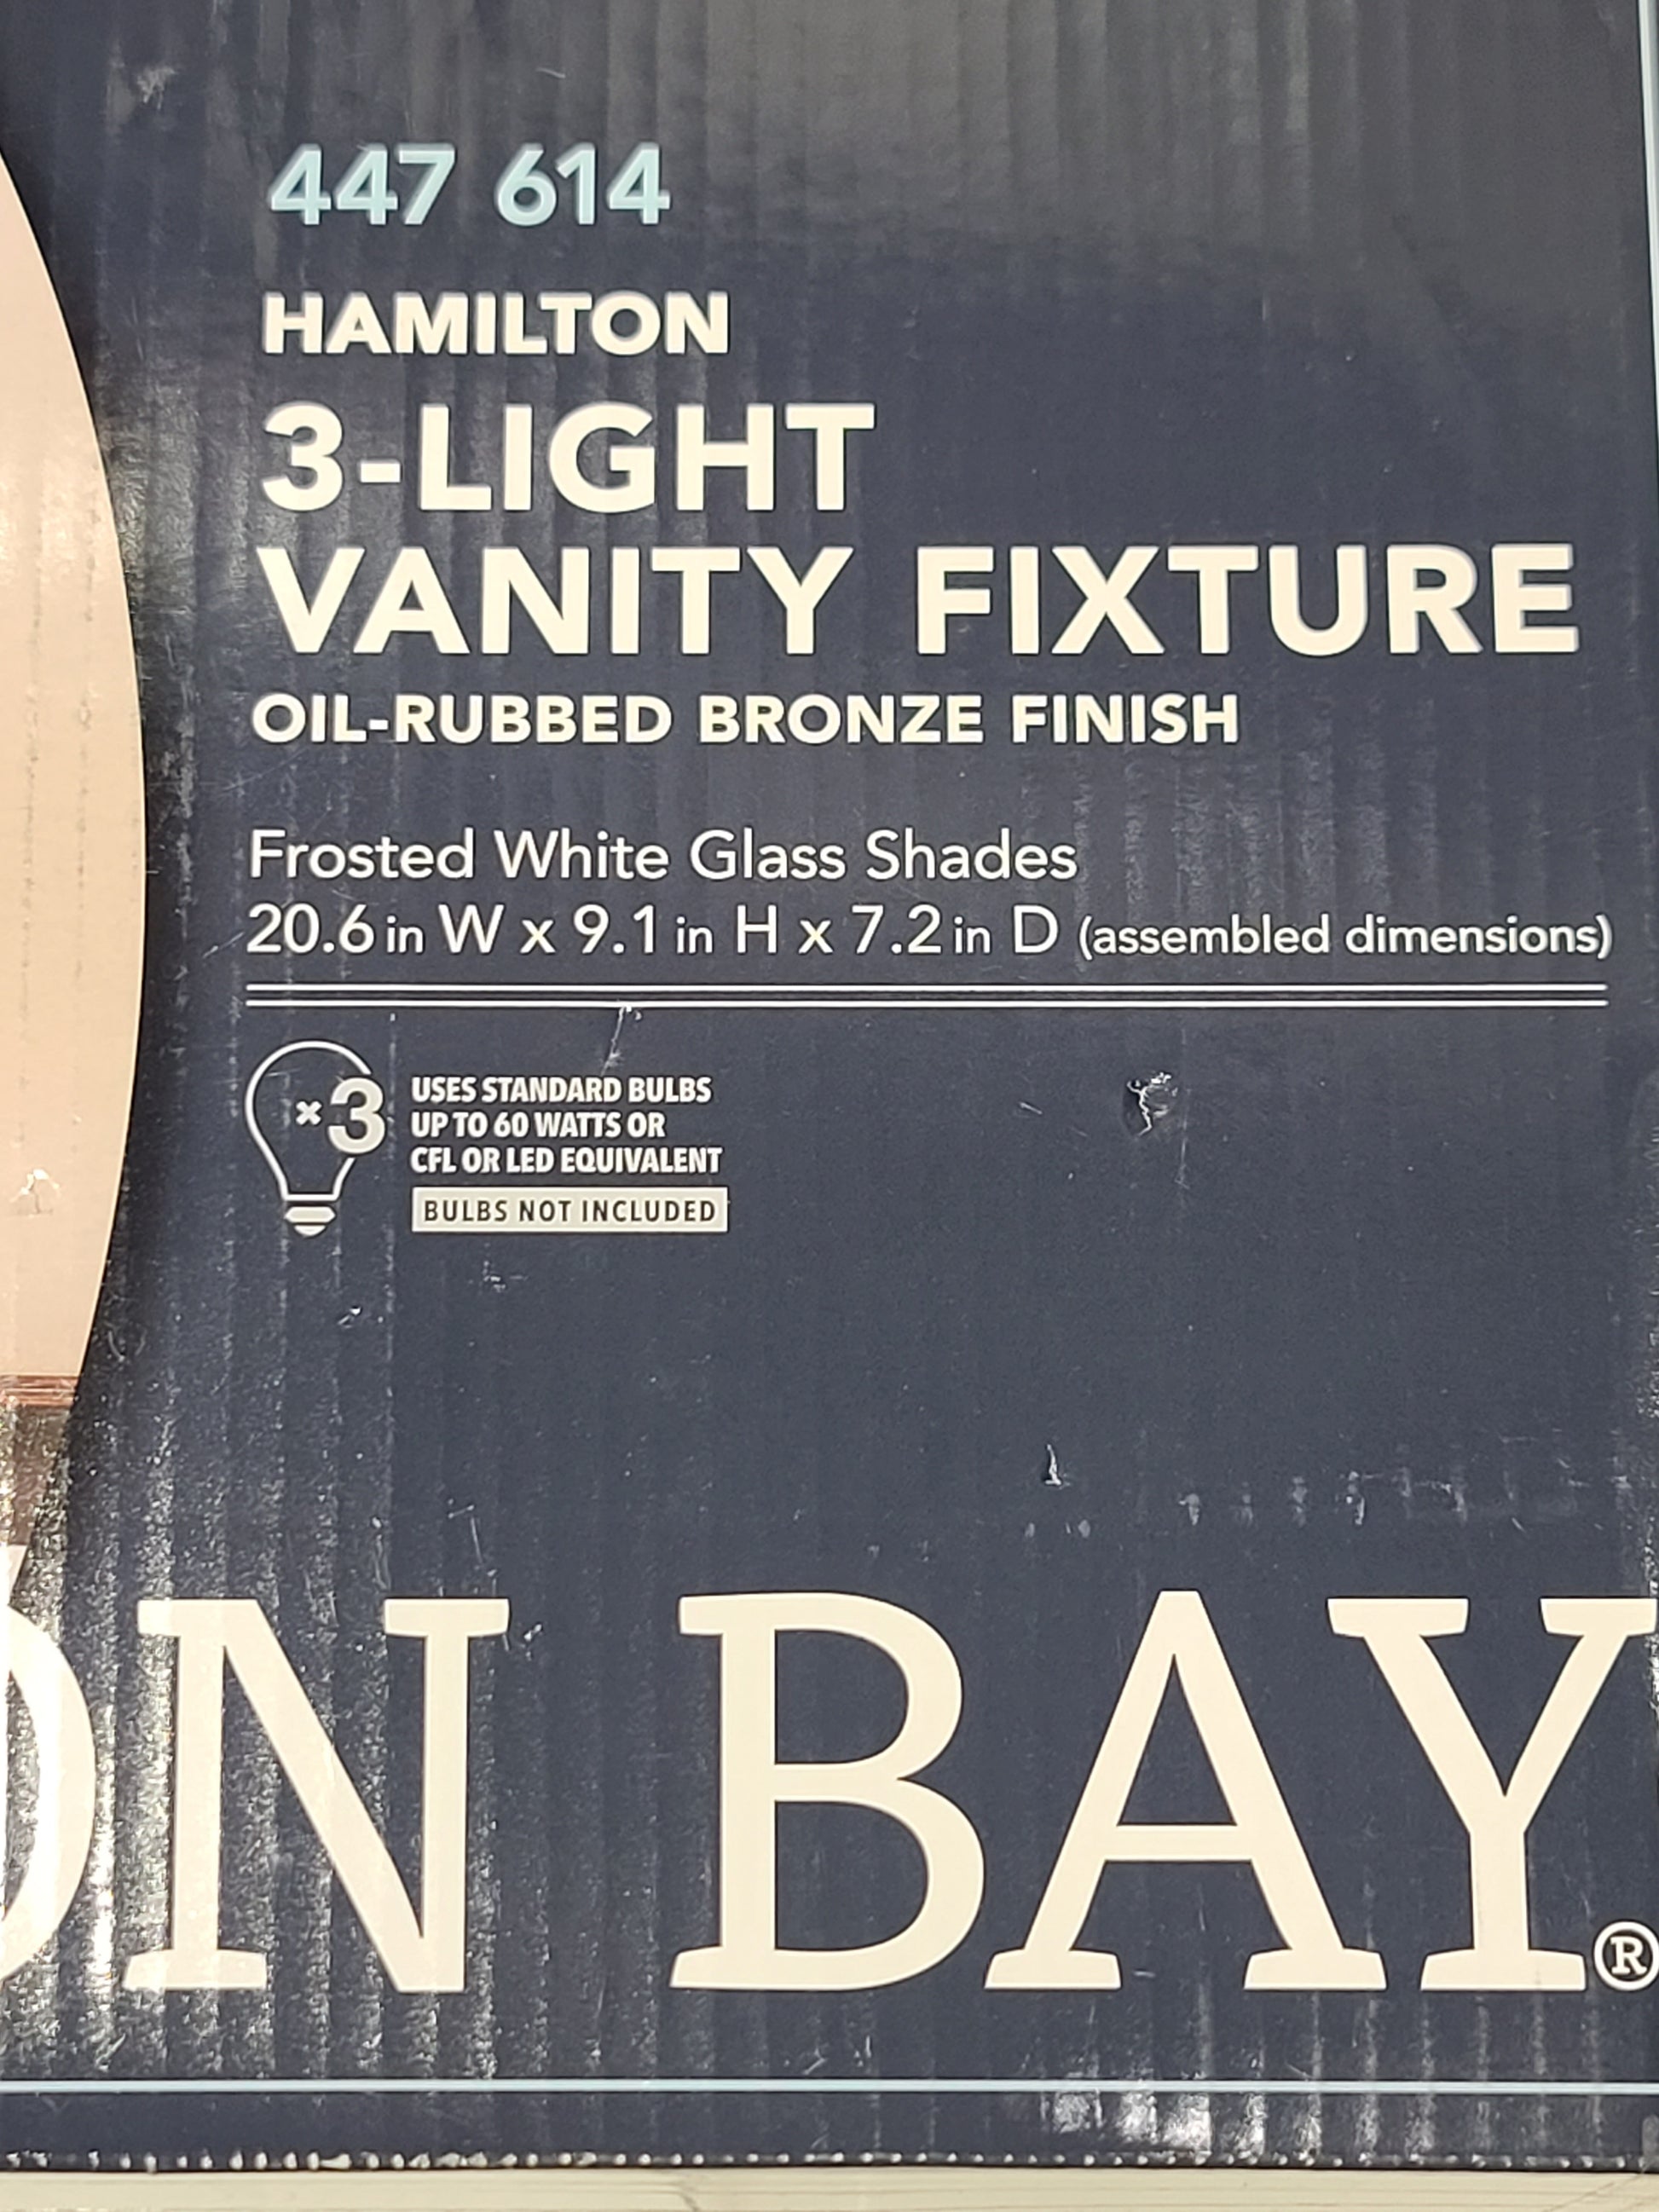 447 614
HAMILTON
3-LIGHT
VANITY FIXTURE
OIL-RUBBED BRONZE FINISH
Frosted White Glass Shades
20.6 in W x 9.1 in H x 7.2 in D (assembled dimensions)
×3
USES STANDARD BULBS
UP TO 60 WATTS OR
CFL OR LED EQUIVALENT
BULBS NOT INCLUDED
ON BAY®